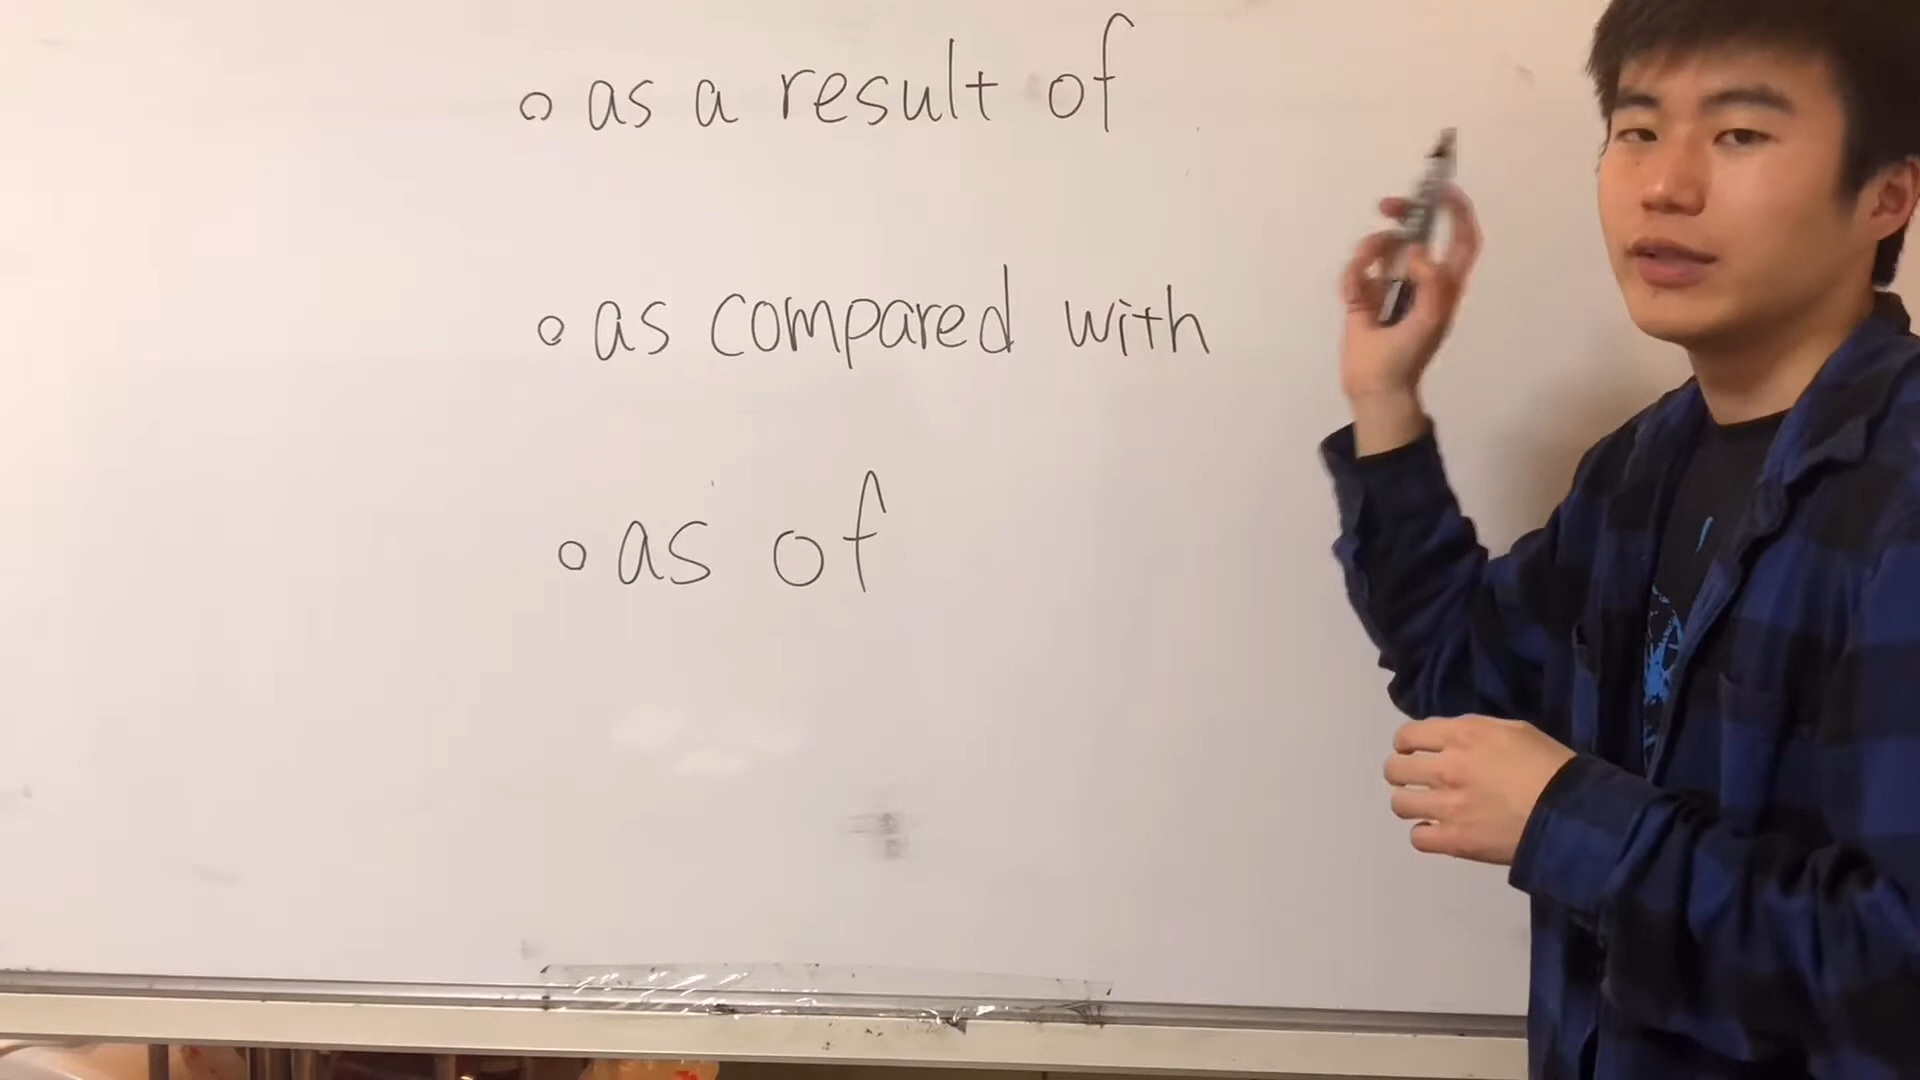 ○ as a result of
○ as compared with
○ as of